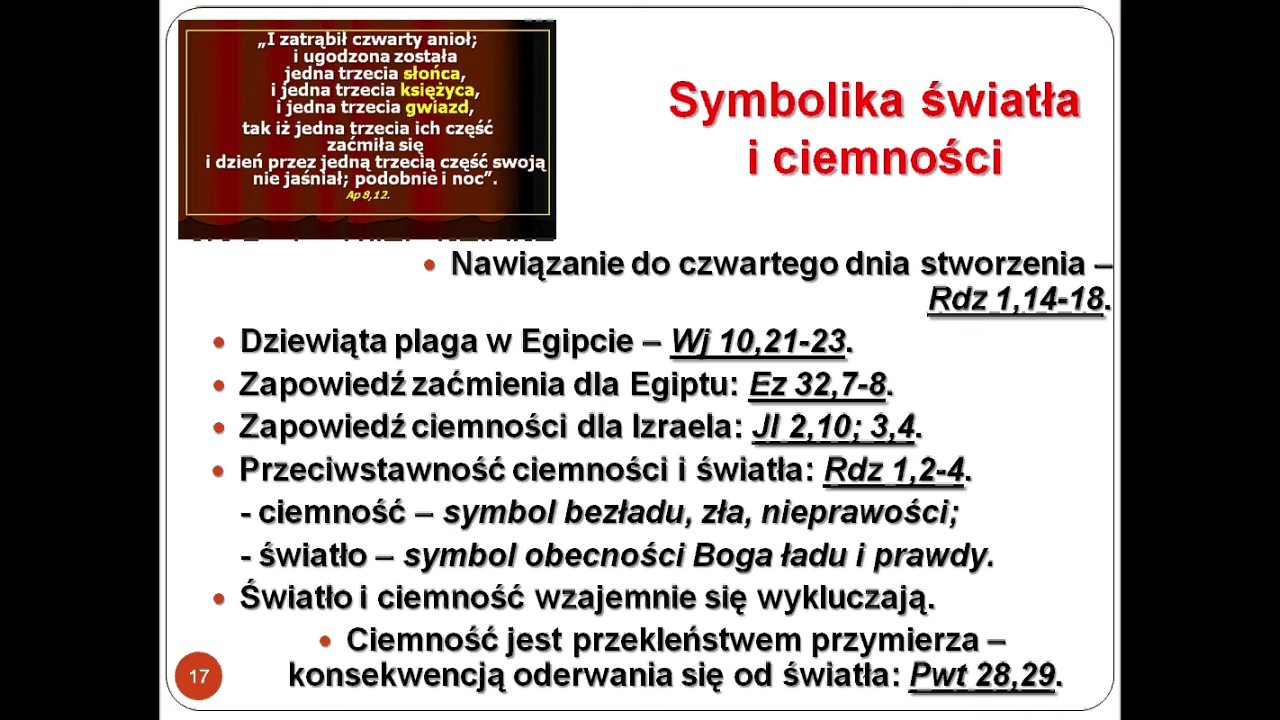 „I zatrąbił czwarty anioł;
i ugodzona została
jedna trzecia słońca,
i jedna trzecia księżyca,
i jedna trzecia gwiazd,
tak iż jedna trzecia ich część
zaćmiła się
i dzień przez jedną trzecią część swoją
nie jaśniał; podobnie i noc”.
Ap 8,12.
Symbolika światła
i ciemności
• Nawiązanie do czwartego dnia stworzenia –
Rdz 1,14-18.
• Dziewiąta plaga w Egipcie – Wj 10,21-23.
• Zapowiedź zaćmienia dla Egiptu: Ez 32,7-8.
• Zapowiedź ciemności dla Izraela: Jl 2,10; 3,4.
• Przeciwstawność ciemności i światła: Rdz 1,2-4.
- ciemność – symbol bezładu, zła, nieprawości;
- światło – symbol obecności Boga ładu i prawdy.
• Światło i ciemność wzajemnie się wykluczają.
• Ciemność jest przekleństwem przymierza –
konsekwencją oderwania się od światła: Pwt 28,29.
17